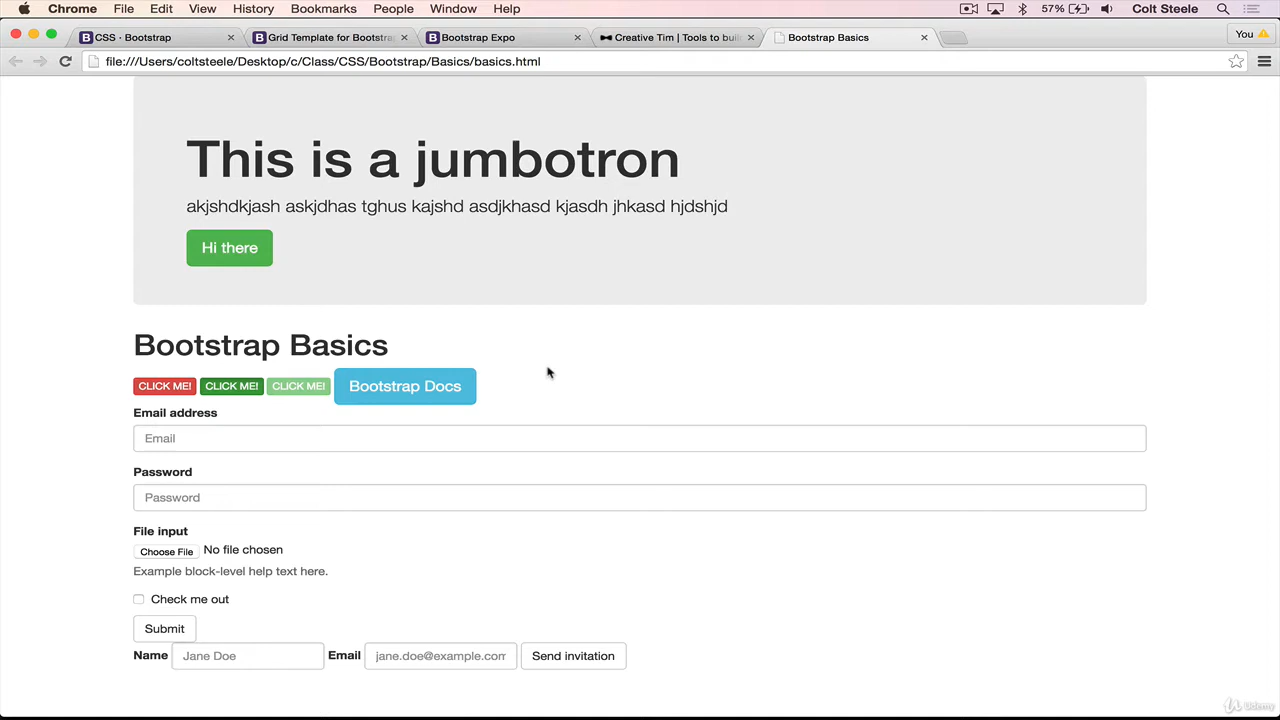 Chrome File Edit View History Bookmarks People Window Help 57% Colt Steele
CSS · Bootstrap Grid Template for Bootstra Bootstrap Expo Creative Tim | Tools to buil Bootstrap Basics You
file:///Users/coltsteele/Desktop/c/Class/CSS/Bootstrap/Basics/basics.html
This is a jumbotron
akjshdkjash askjdhas tghus kajshd asdjkhasd kjasdh jhkasd hjdshjd
Hi there
Bootstrap Basics
CLICK ME! CLICK ME! CLICK ME! Bootstrap Docs
Email address
Email
Password
Password
File input
Choose File No file chosen
Example block-level help text here.
Check me out
Submit
Name Jane Doe Email jane.doe@example.com Send invitation
Udemy